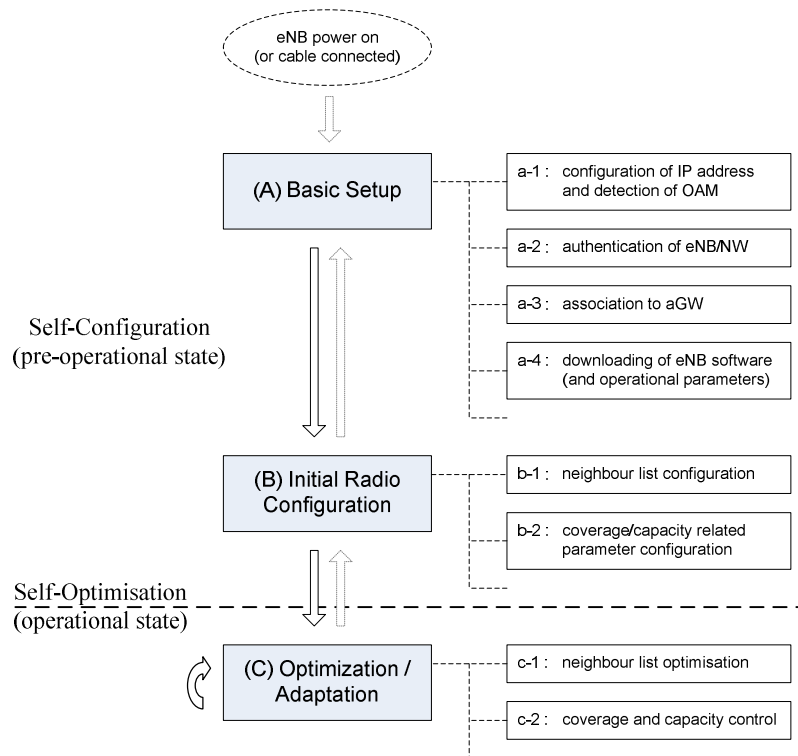 eNB power on
(or cable connected)
(A) Basic Setup
a-1 : configuration of IP address
and detection of OAM
a-2 : authentication of eNB/NW
a-3 : association to aGW
a-4 : downloading of eNB software
(and operational parameters)
Self-Configuration
(pre-operational state)
(B) Initial Radio
Configuration
b-1 : neighbour list configuration
b-2 : coverage/capacity related
parameter configuration
Self-Optimisation
(operational state)
(C) Optimization /
Adaptation
c-1 : neighbour list optimisation
c-2 : coverage and capacity control